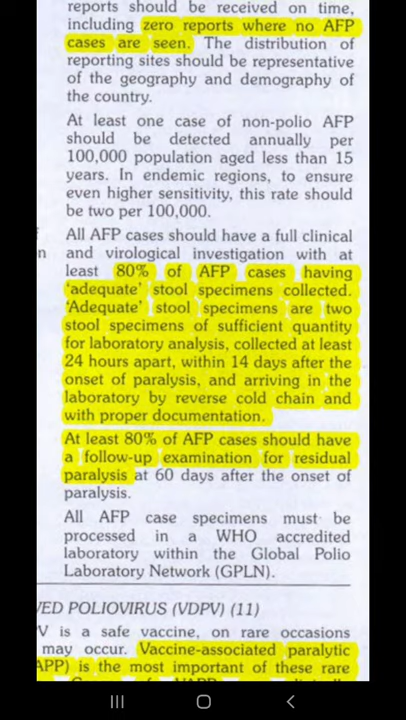 reports should be received on time,
including zero reports where no AFP
cases are seen. The distribution of
reporting sites should be representative
of the geography and demography of
the country.
At least one case of non-polio AFP
should be detected annually per
100,000 population aged less than 15
years. In endemic regions, to ensure
even higher sensitivity, this rate should
be two per 100,000.
All AFP cases should have a full clinical
n and virological investigation with at
least 80% of AFP cases having
'adequate' stool specimens collected.
'Adequate' stool specimens are two
stool specimens of sufficient quantity
for laboratory analysis, collected at least
24 hours apart, within 14 days after the
onset of paralysis, and arriving in the
laboratory by reverse cold chain and
with proper documentation.
At least 80% of AFP cases should have
a follow-up examination for residual
paralysis at 60 days after the onset of
paralysis.
All AFP case specimens must be
processed in a WHO accredited
laboratory within the Global Polio
Laboratory Network (GPLN).
VED POLIOVIRUS (VDPV) (11)
V is a safe vaccine, on rare occasions
may occur. Vaccine-associated paralytic
APP) is the most important of these rare